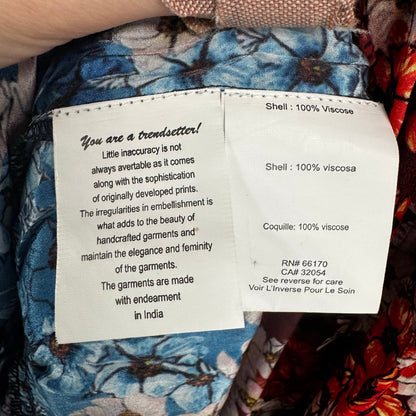 You are a trendsetter!
Little inaccuracy is not
always avertable as it comes
along with the sophistication
of originally developed prints.
The irregularities in embellishment is
what adds to the beauty of
handcrafted garments and
maintain the elegance and feminity
of the garments.
The garments are made
with endearment
in India
Shell : 100% Viscose
Shell : 100% viscosa
Coquille: 100% viscose
RN# 66170
CA# 32054
See reverse for care
Voir L'Inverse Pour Le Soin